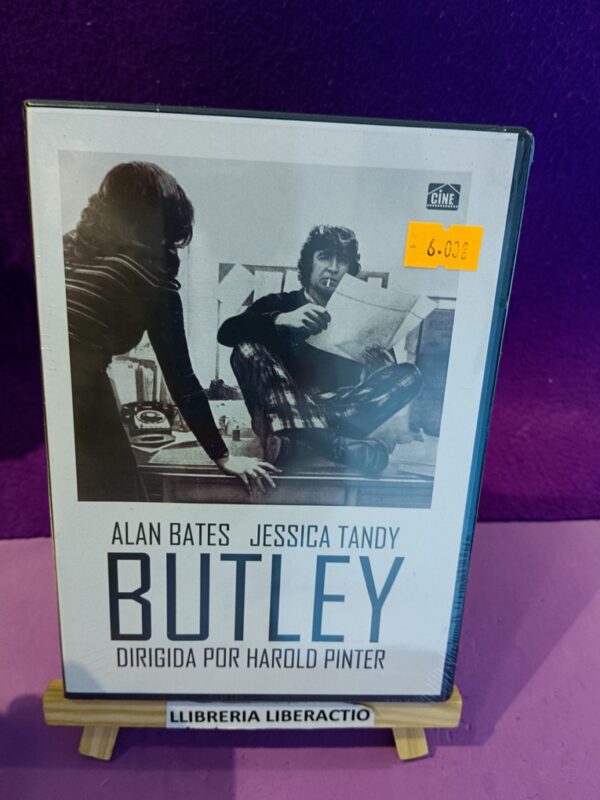 CINE
6.00€
ALAN BATES JESSICA TANDY
BUTLEY
DIRIGIDA POR HAROLD PINTER
LLIBRERIA LIBERACTIO